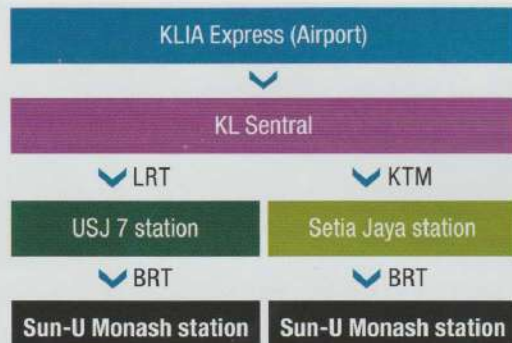 KLIA Express (Airport)
KL Sentral
LRT
KTM
USJ 7 station
Setia Jaya station
BRT
BRT
Sun-U Monash station
Sun-U Monash station